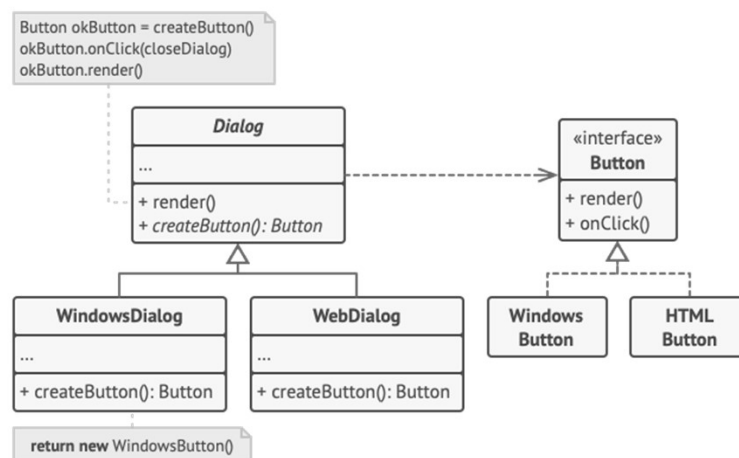 Button okButton = createButton()
okButton.onClick(closeDialog)
okButton.render()
Dialog
...
+ render()
+ createButton(): Button
«interface»
Button
+ render()
+ onClick()
WindowsDialog
...
+ createButton(): Button
WebDialog
...
+ createButton(): Button
Windows
Button
HTML
Button
return new WindowsButton()